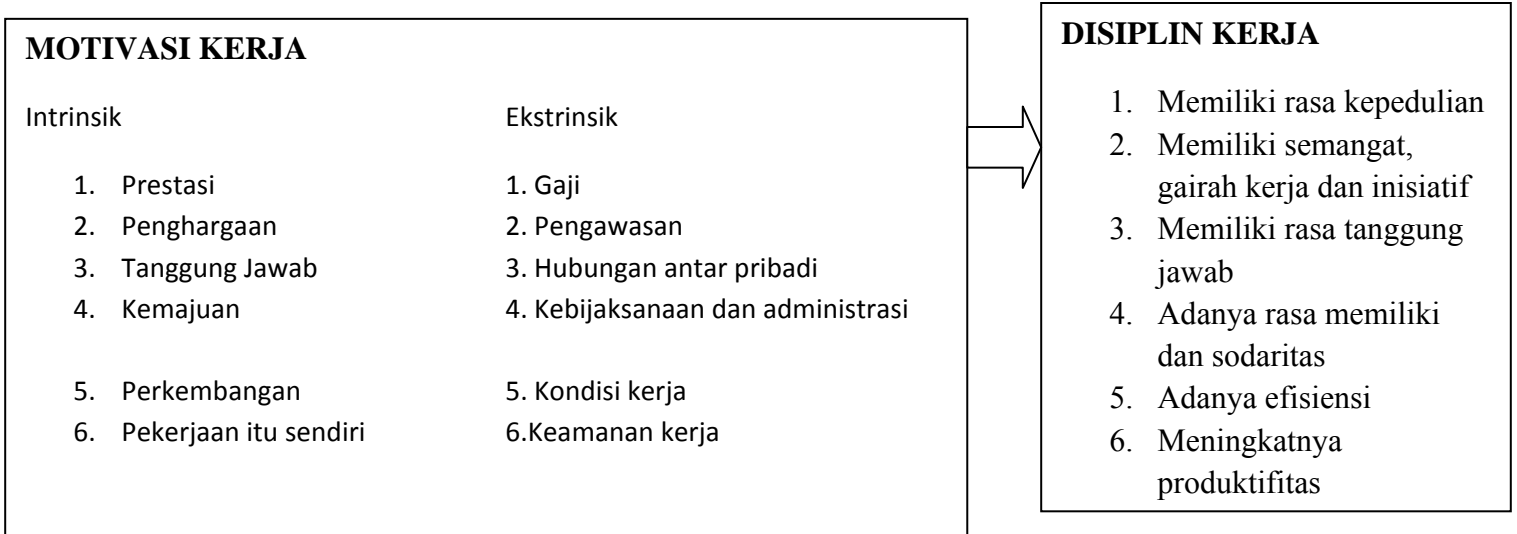 MOTIVASI KERJA
Intrinsik Ekstrinsik
1. Prestasi 1. Gaji
2. Penghargaan 2. Pengawasan
3. Tanggung Jawab 3. Hubungan antar pribadi
4. Kemajuan 4. Kebijaksanaan dan administrasi
5. Perkembangan 5. Kondisi kerja
6. Pekerjaan itu sendiri 6.Keamanan kerja
DISIPLIN KERJA
1. Memiliki rasa kepedulian
2. Memiliki semangat,
gairah kerja dan inisiatif
3. Memiliki rasa tanggung
jawab
4. Adanya rasa memiliki
dan sodaritas
5. Adanya efisiensi
6. Meningkatnya
produktifitas